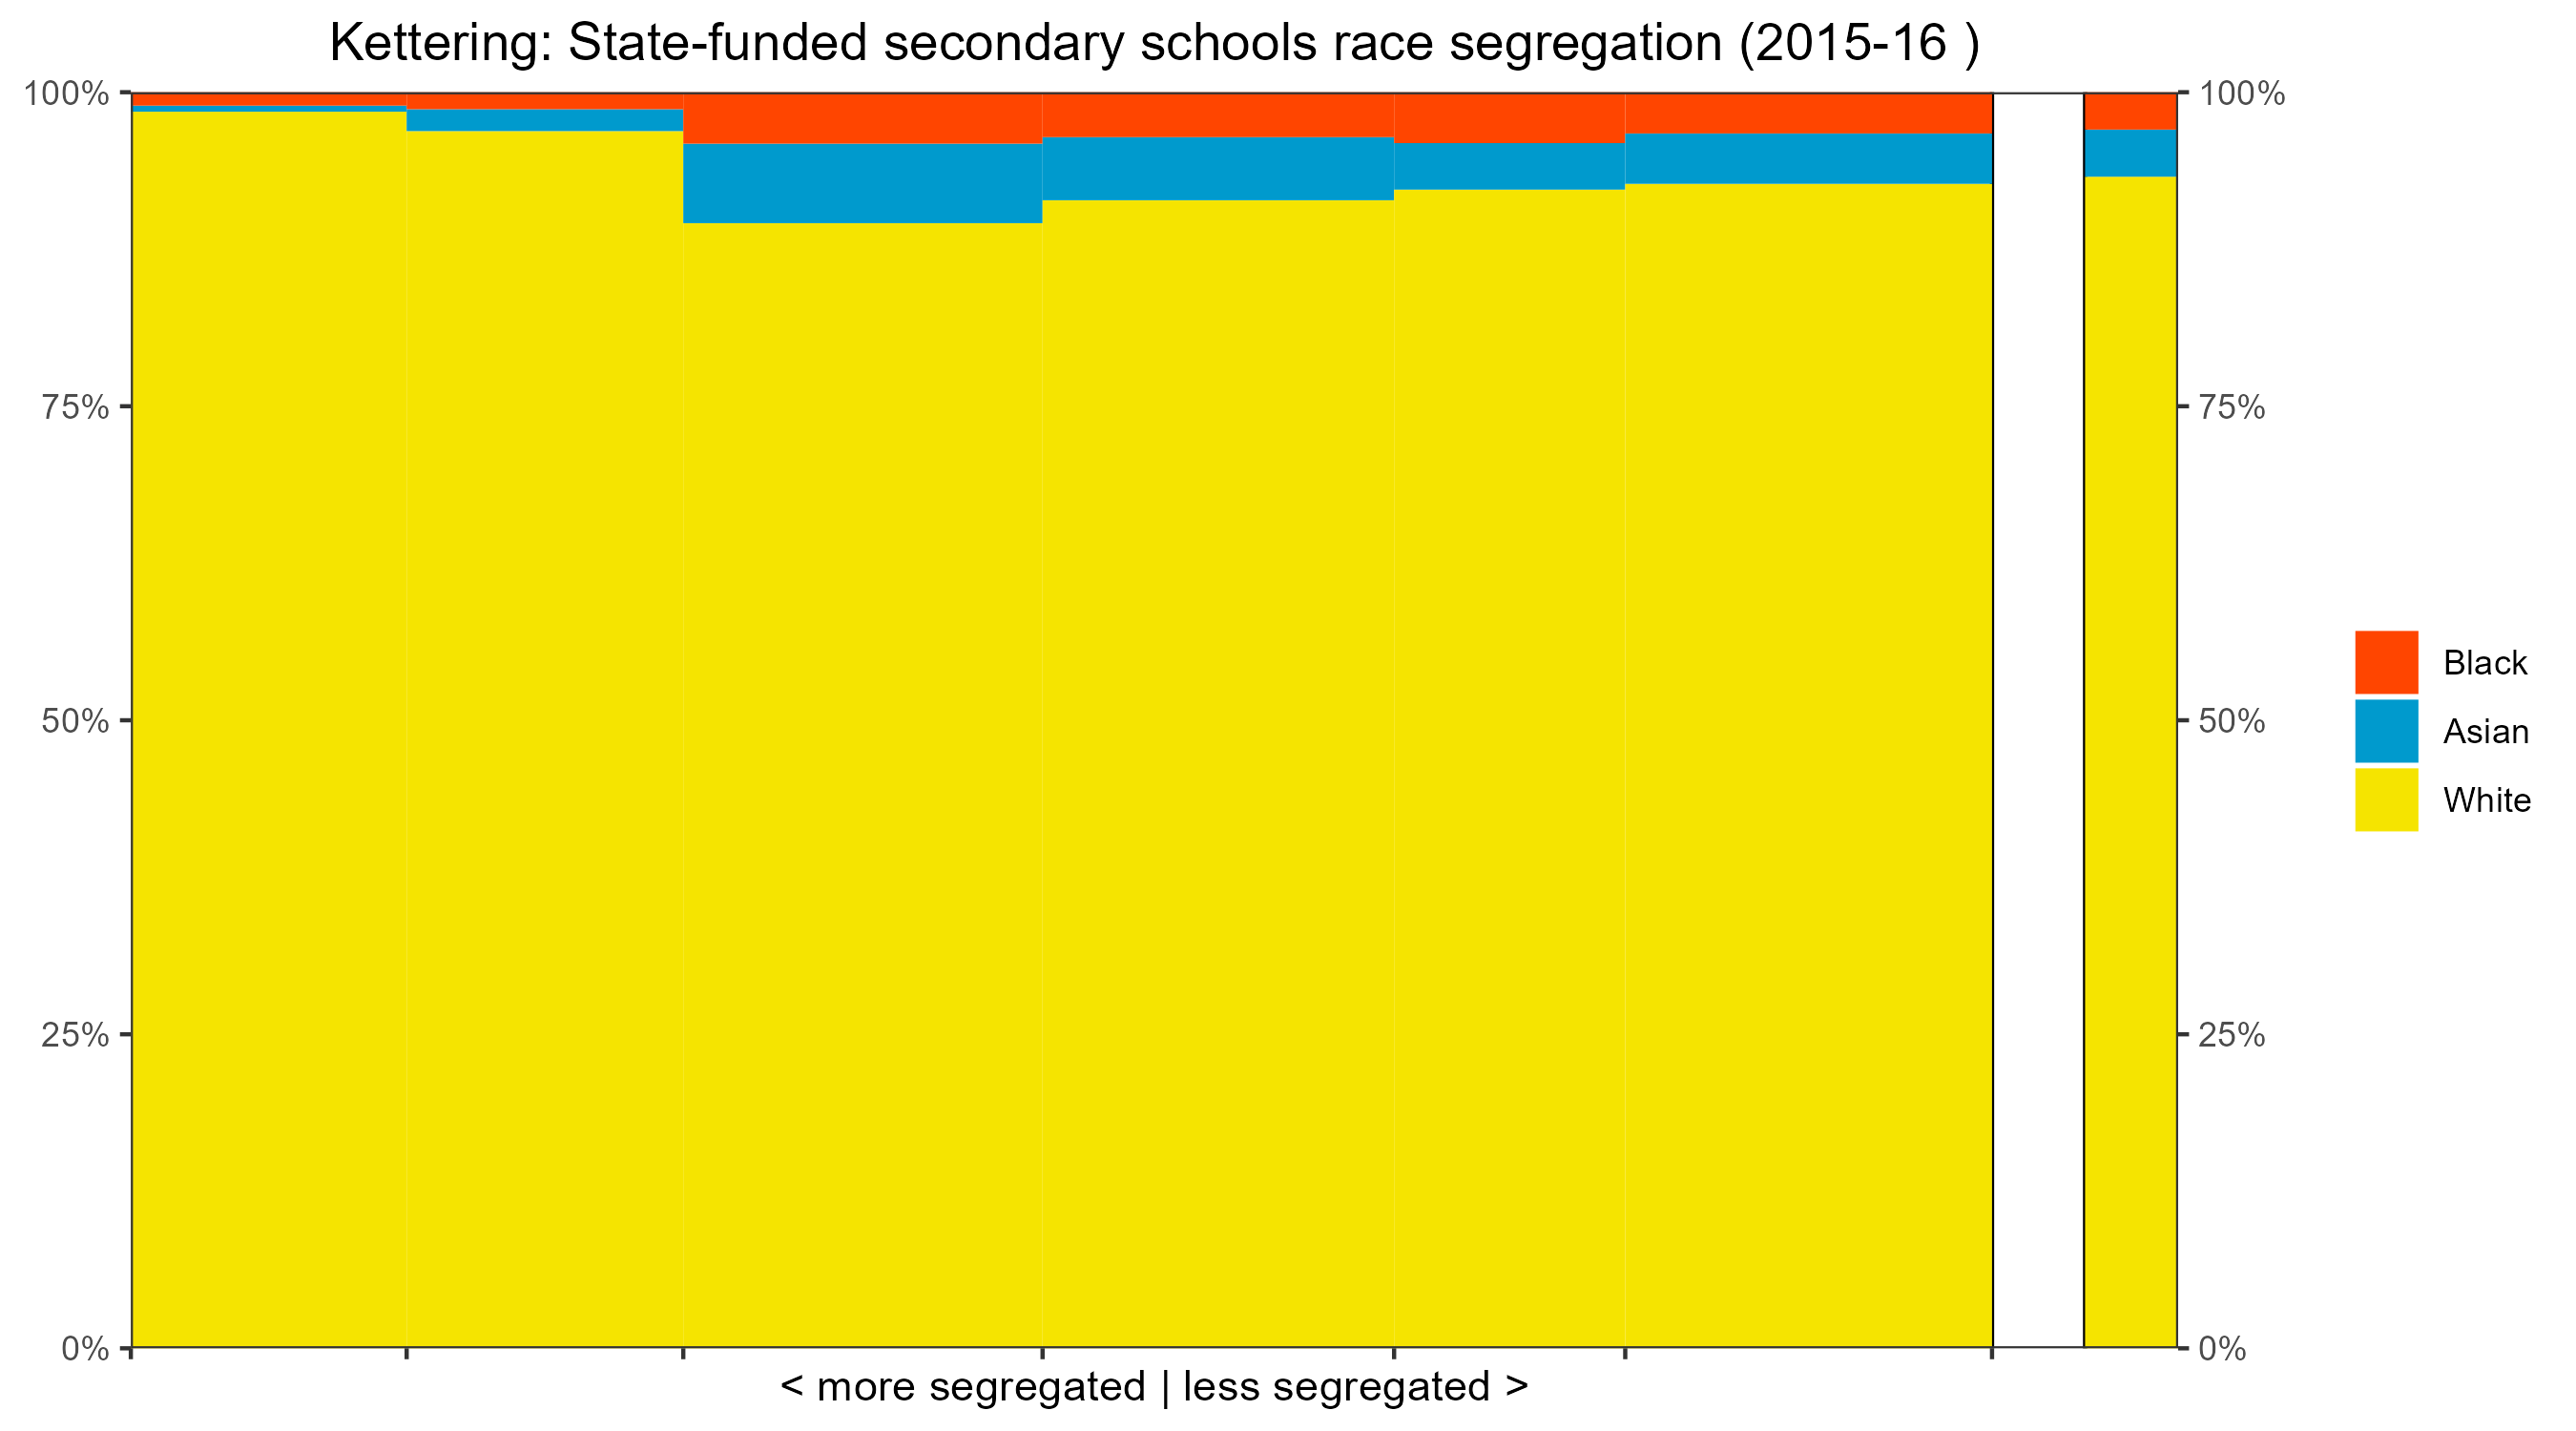 Kettering: State-funded secondary schools race segregation (2015-16 )
100%
75%
50%
25%
0%
100%
75%
50%
25%
0%
Black
Asian
White
< more segregated | less segregated >